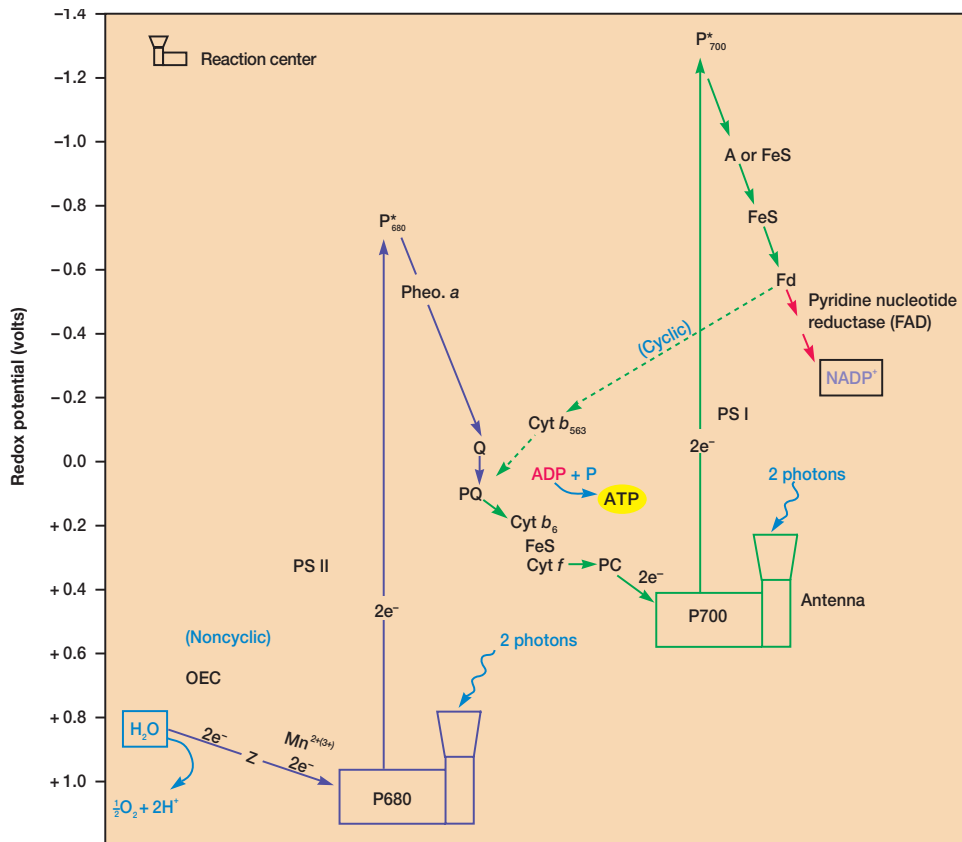 Redox potential (volts)
–1.4
–1.2
–1.0
–0.8
–0.6
–0.4
–0.2
0.0
+ 0.2
+ 0.4
+ 0.6
+ 0.8
+ 1.0
Reaction center
P*700
A or FeS
FeS
Fd
Pyridine nucleotide
reductase (FAD)
NADP⁺
(Cyclic)
P*680
Pheo. a
Q
PQ
Cyt b₅₆₃
ADP + P
ATP
Cyt b₆
FeS
Cyt f
PC
2e⁻
PS I
2e⁻
2 photons
P700
Antenna
PS II
2e⁻
(Noncyclic)
OEC
2 photons
H₂O
2e⁻
Z
Mn²⁺⁽³⁺⁾
2e⁻
P680
½O₂ + 2H⁺